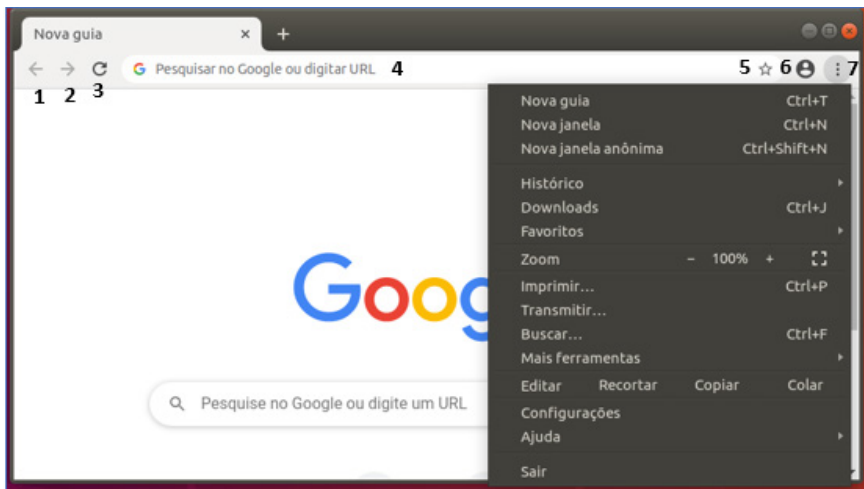 Nova guia × +
G Pesquisar no Google ou digitar URL 4 5 6 7
1 2 3
Nova guia Ctrl+T
Nova janela Ctrl+N
Nova janela anônima Ctrl+Shift+N
Histórico
Downloads Ctrl+J
Favoritos
Zoom − 100% +
Imprimir... Ctrl+P
Transmitir...
Buscar... Ctrl+F
Mais ferramentas
Editar Recortar Copiar Colar
Configurações
Ajuda
Sair
Goog
Pesquise no Google ou digite um URL